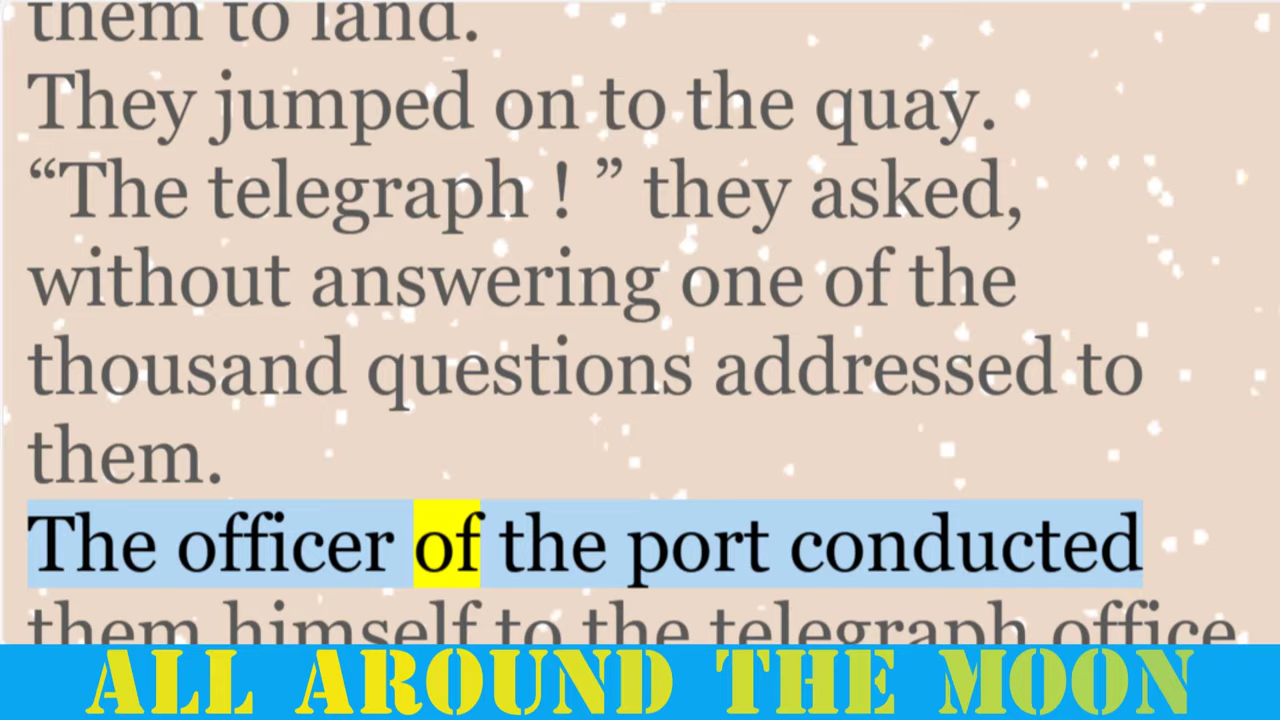 them to land.
They jumped on to the quay.
“The telegraph ! ” they asked,
without answering one of the
thousand questions addressed to
them.
The officer of the port conducted
them himself to the telegraph office
ALL AROUND THE MOON